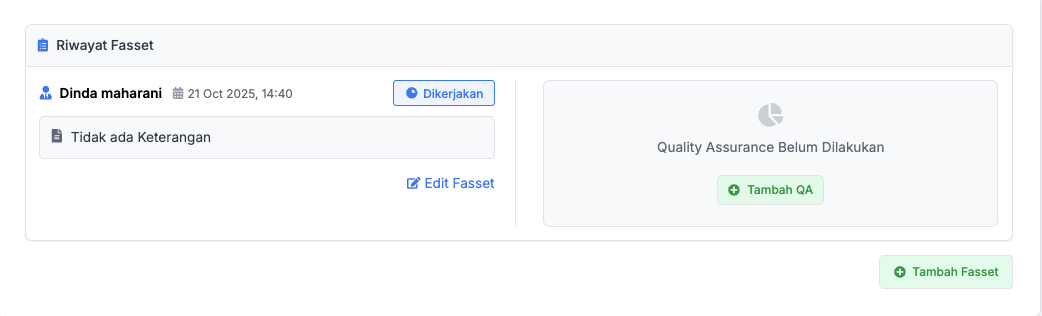 Riwayat Fasset
Dinda maharani 21 Oct 2025, 14:40 Dikerjakan
Tidak ada Keterangan
Edit Fasset
Quality Assurance Belum Dilakukan
Tambah QA
Tambah Fasset